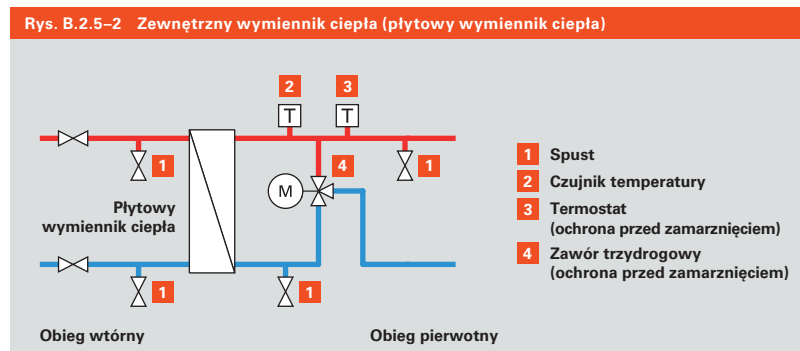 Rys. B.2.5–2 Zewnętrzny wymiennik ciepła (płytowy wymiennik ciepła)
2
3
T
T
1
4
1
M
Płytowy
wymiennik ciepła
1
1
Obieg wtórny
Obieg pierwotny
1 Spust
2 Czujnik temperatury
3 Termostat
(ochrona przed zamarznięciem)
4 Zawór trzydrogowy
(ochrona przed zamarznięciem)